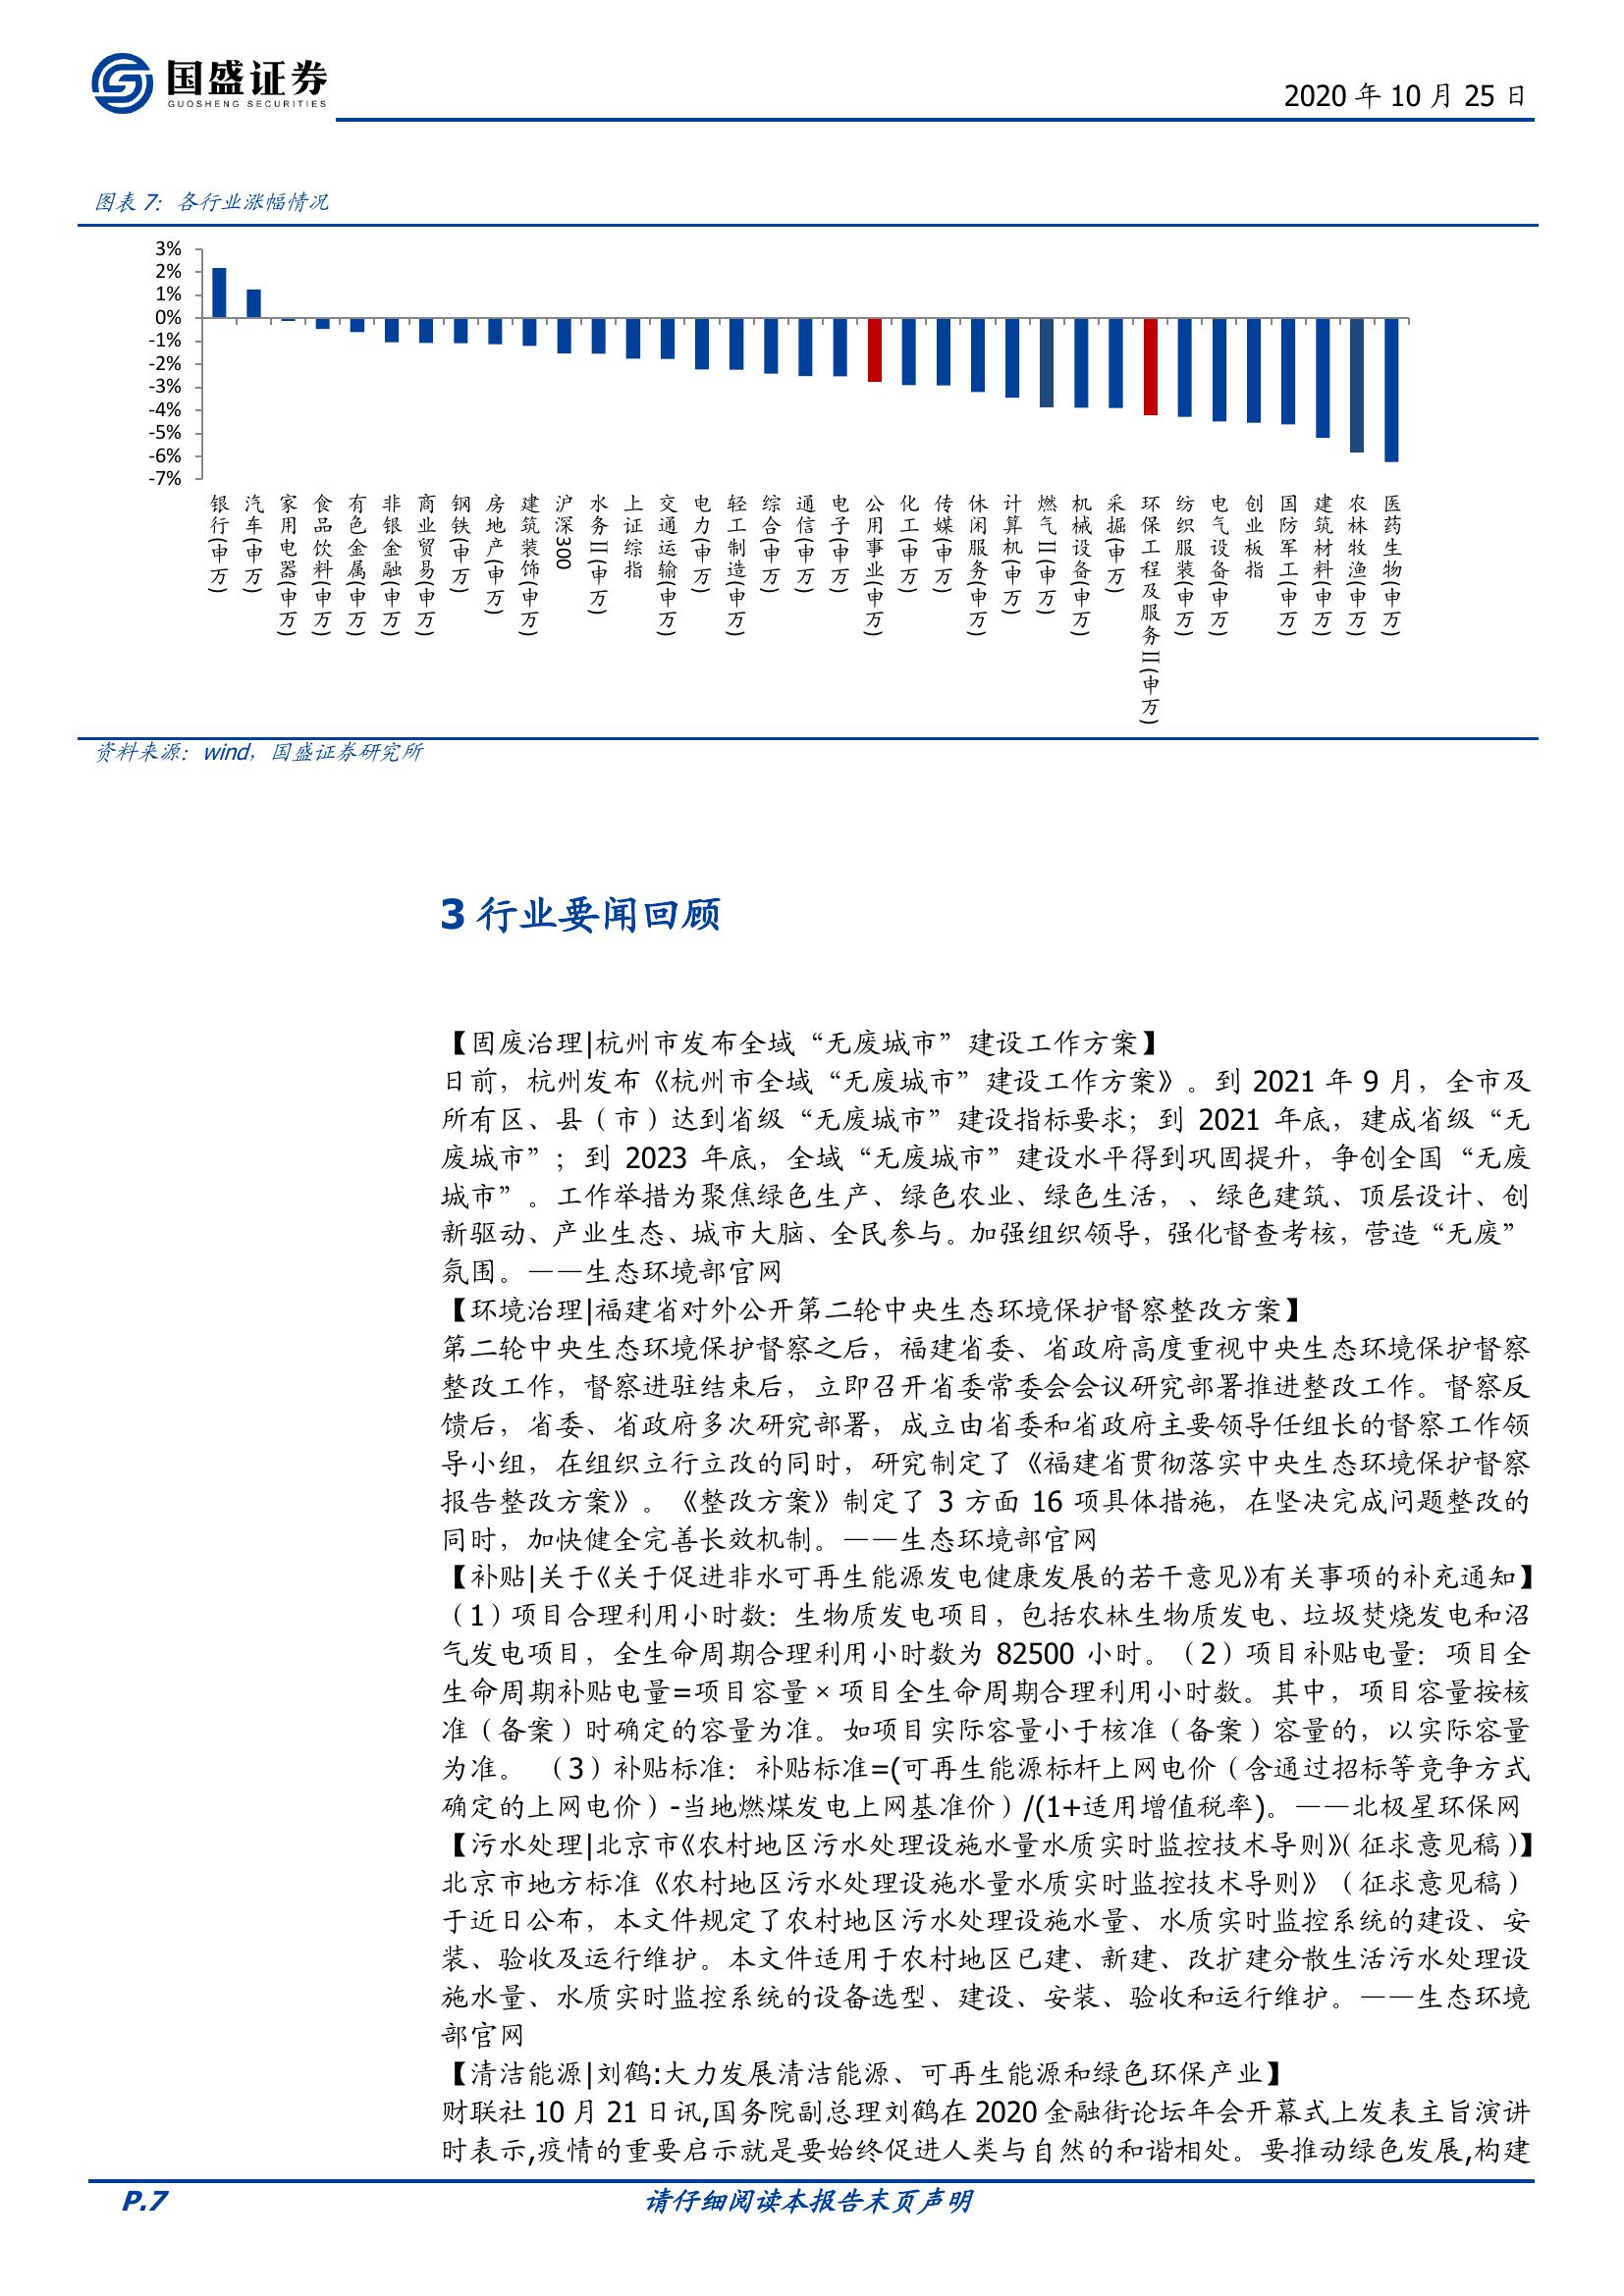 国盛证券
GUOSHENG SECURITIES
2020 年 10 月 25 日
图表 7：各行业涨幅情况
3%
2%
1%
0%
-1%
-2%
-3%
-4%
-5%
-6%
-7%
银行(申万)
汽车(申万)
家用电器(申万)
食品饮料(申万)
有色金属(申万)
非银金融(申万)
商业贸易(申万)
钢铁(申万)
房地产(申万)
建筑装饰(申万)
沪深300
水务II(申万)
上证综指
交通运输(申万)
电力(申万)
轻工制造(申万)
综合(申万)
通信(申万)
电子(申万)
公用事业(申万)
化工(申万)
传媒(申万)
休闲服务(申万)
计算机(申万)
燃气II(申万)
机械设备(申万)
采掘(申万)
环保工程及服务II(申万)
纺织服装(申万)
电气设备(申万)
创业板指
国防军工(申万)
建筑材料(申万)
农林牧渔(申万)
医药生物(申万)
资料来源：wind，国盛证券研究所
3 行业要闻回顾
【固废治理|杭州市发布全域“无废城市”建设工作方案】
日前，杭州发布《杭州市全域“无废城市”建设工作方案》。到 2021 年 9 月，全市及
所有区、县（市）达到省级“无废城市”建设指标要求；到 2021 年底，建成省级“无
废城市”；到 2023 年底，全域“无废城市”建设水平得到巩固提升，争创全国“无废
城市”。工作举措为聚焦绿色生产、绿色农业、绿色生活，、绿色建筑、顶层设计、创
新驱动、产业生态、城市大脑、全民参与。加强组织领导，强化督查考核，营造“无废”
氛围。——生态环境部官网
【环境治理|福建省对外公开第二轮中央生态环境保护督察整改方案】
第二轮中央生态环境保护督察之后，福建省委、省政府高度重视中央生态环境保护督察
整改工作，督察进驻结束后，立即召开省委常委会会议研究部署推进整改工作。督察反
馈后，省委、省政府多次研究部署，成立由省委和省政府主要领导任组长的督察工作领
导小组，在组织立行立改的同时，研究制定了《福建省贯彻落实中央生态环境保护督察
报告整改方案》。《整改方案》制定了 3 方面 16 项具体措施，在坚决完成问题整改的
同时，加快健全完善长效机制。——生态环境部官网
【补贴|关于《关于促进非水可再生能源发电健康发展的若干意见》有关事项的补充通知】
（1）项目合理利用小时数：生物质发电项目，包括农林生物质发电、垃圾焚烧发电和沼
气发电项目，全生命周期合理利用小时数为 82500 小时。（2）项目补贴电量：项目全
生命周期补贴电量=项目容量×项目全生命周期合理利用小时数。其中，项目容量按核
准（备案）时确定的容量为准。如项目实际容量小于核准（备案）容量的，以实际容量
为准。 （3）补贴标准：补贴标准=(可再生能源标杆上网电价（含通过招标等竞争方式
确定的上网电价）-当地燃煤发电上网基准价）/(1+适用增值税率)。——北极星环保网
【污水处理|北京市《农村地区污水处理设施水量水质实时监控技术导则》（征求意见稿）】
北京市地方标准《农村地区污水处理设施水量水质实时监控技术导则》（征求意见稿）
于近日公布，本文件规定了农村地区污水处理设施水量、水质实时监控系统的建设、安
装、验收及运行维护。本文件适用于农村地区已建、新建、改扩建分散生活污水处理设
施水量、水质实时监控系统的设备选型、建设、安装、验收和运行维护。——生态环境
部官网
【清洁能源|刘鹤:大力发展清洁能源、可再生能源和绿色环保产业】
财联社 10 月 21 日讯,国务院副总理刘鹤在 2020 金融街论坛年会开幕式上发表主旨演讲
时表示,疫情的重要启示就是要始终促进人类与自然的和谐相处。要推动绿色发展,构建
P.7
请仔细阅读本报告末页声明